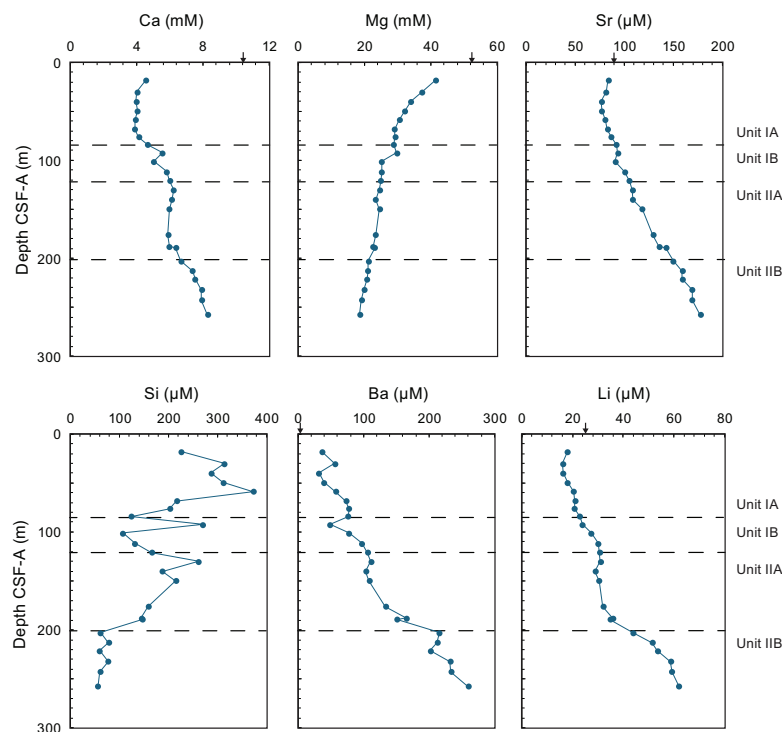 Ca (mM) Mg (mM) Sr (µM)
0 4 8 12 0 20 40 60 0 50 100 150 200
0
100
200
300
Depth CSF-A (m)
Unit IA
Unit IB
Unit IIA
Unit IIB
Si (µM) Ba (µM) Li (µM)
0 100 200 300 400 0 100 200 300 0 20 40 60 80
0
100
200
300
Depth CSF-A (m)
Unit IA
Unit IB
Unit IIA
Unit IIB